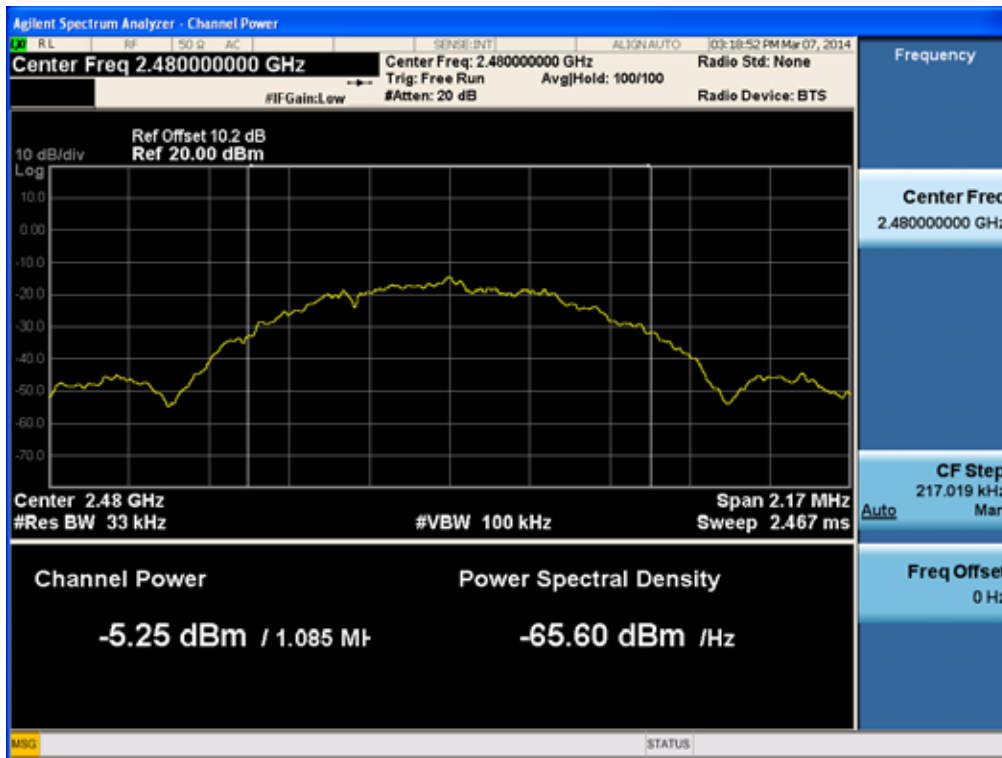 Agilent Spectrum Analyzer - Channel Power
LXI RL RF 50 Ω AC SENSE:INT ALIGN AUTO 03:18:52 PM Mar 07, 2014
Center Freq 2.480000000 GHz
Center Freq: 2.480000000 GHz
Radio Std: None
Trig: Free Run Avg|Hold: 100/100
#IFGain:Low
#Atten: 20 dB
Radio Device: BTS
Frequency
Ref Offset 10.2 dB
10 dB/div Ref 20.00 dBm
Log
10.0
0.00
-10.0
-20.0
-30.0
-40.0
-50.0
-60.0
-70.0
Center Freq
2.480000000 GHz
Center 2.48 GHz
Span 2.17 MHz
#Res BW 33 kHz
#VBW 100 kHz
Sweep 2.467 ms
CF Step
217.019 kHz
Auto Man
Channel Power
Power Spectral Density
-5.25 dBm / 1.085 MH
-65.60 dBm /Hz
Freq Offset
0 Hz
MSG
STATUS